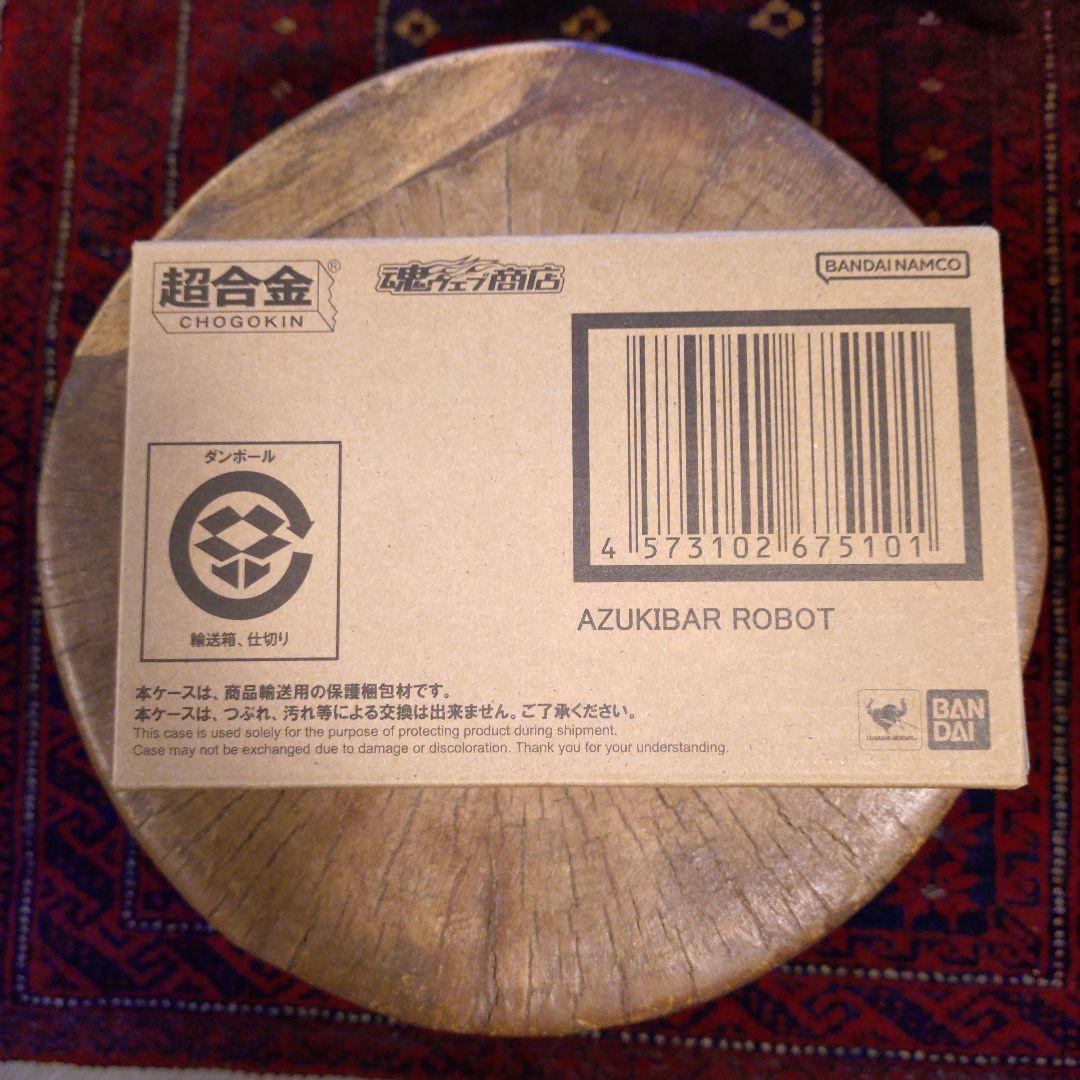 超合金®
CHOGOKIN
魂ウェブ商店
BANDAI NAMCO
4 573102 675101
AZUKIBAR ROBOT
ダンボール
輸送箱、仕切り
本ケースは、商品輸送用の保護梱包材です。
本ケースは、つぶれ、汚れ等による交換は出来ません。ご了承ください。
This case is used solely for the purpose of protecting product during shipment.
Case may not be exchanged due to damage or discoloration. Thank you for your understanding.
BAN
DAI